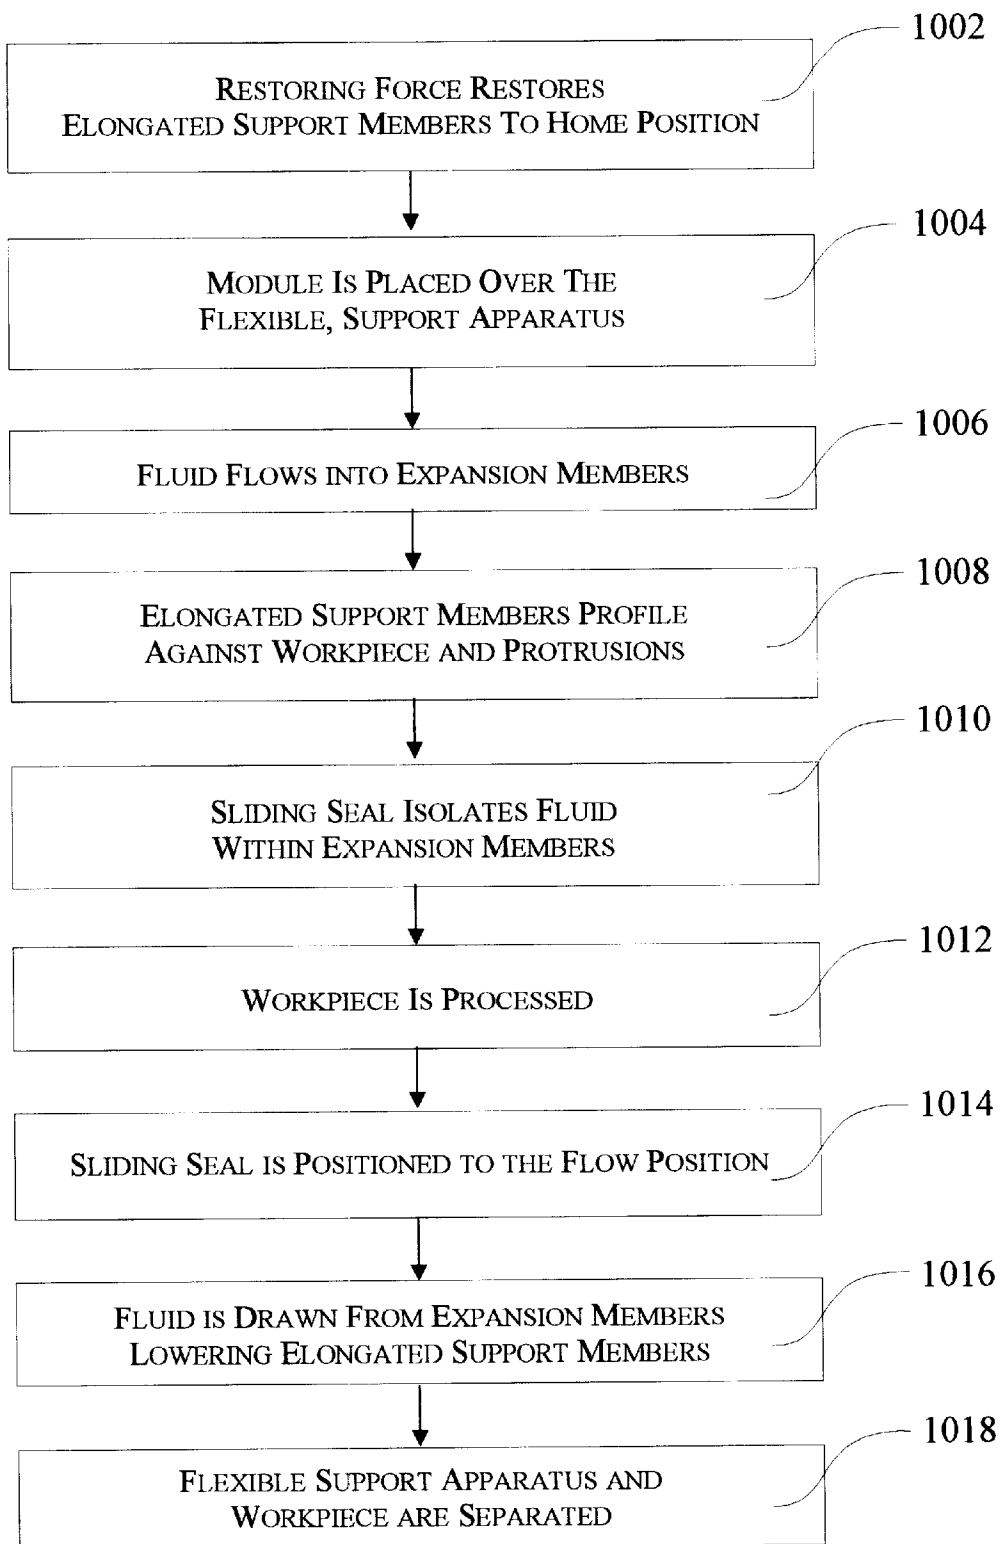 1002
RESTORING FORCE RESTORES
ELONGATED SUPPORT MEMBERS TO HOME POSITION
1004
MODULE IS PLACED OVER THE
FLEXIBLE, SUPPORT APPARATUS
1006
FLUID FLOWS INTO EXPANSION MEMBERS
1008
ELONGATED SUPPORT MEMBERS PROFILE
AGAINST WORKPIECE AND PROTRUSIONS
1010
SLIDING SEAL ISOLATES FLUID
WITHIN EXPANSION MEMBERS
1012
WORKPIECE IS PROCESSED
1014
SLIDING SEAL IS POSITIONED TO THE FLOW POSITION
1016
FLUID IS DRAWN FROM EXPANSION MEMBERS
LOWERING ELONGATED SUPPORT MEMBERS
1018
FLEXIBLE SUPPORT APPARATUS AND
WORKPIECE ARE SEPARATED